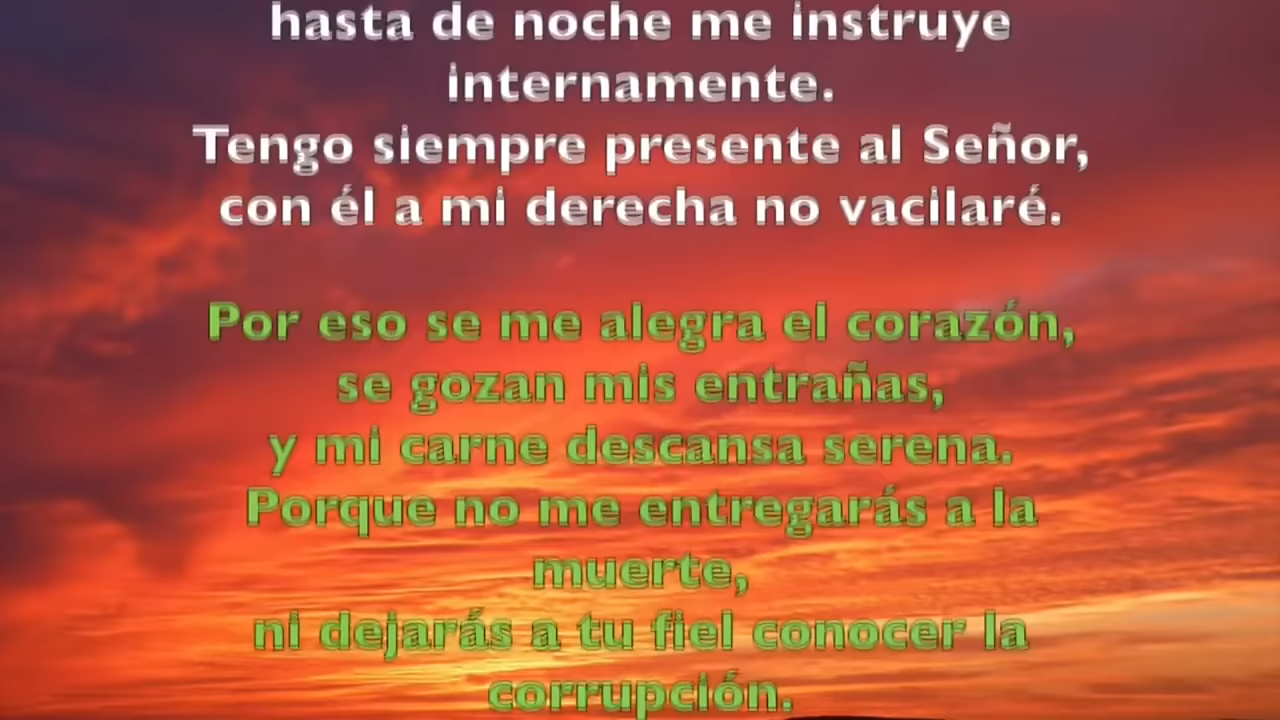 hasta de noche me instruye
internamente.
Tengo siempre presente al Señor,
con él a mi derecha no vacilaré.
Por eso se me alegra el corazón,
se gozan mis entrañas,
y mi carne descansa serena.
Porque no me entregarás a la
muerte,
ni dejarás a tu fiel conocer la
corrupción.